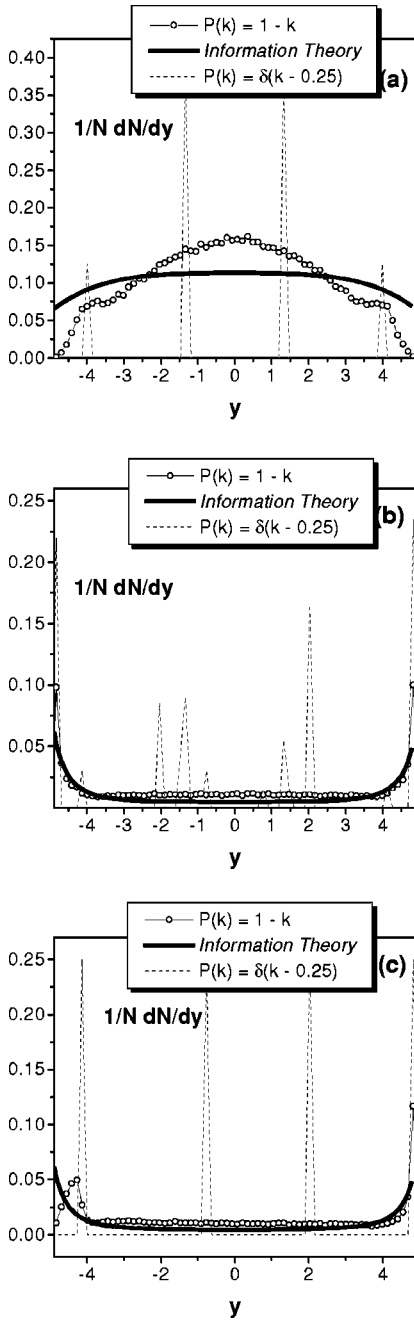 P(k) = 1 - k
Information Theory
P(k) = δ(k - 0.25)
(a)
1/N dN/dy
0.40
0.35
0.30
0.25
0.20
0.15
0.10
0.05
0.00
-4 -3 -2 -1 0 1 2 3 4
y
P(k) = 1 - k
Information Theory
P(k) = δ(k - 0.25)
(b)
1/N dN/dy
0.25
0.20
0.15
0.10
0.05
-4 -3 -2 -1 0 1 2 3 4
y
P(k) = 1 - k
Information Theory
P(k) = δ(k - 0.25)
(c)
1/N dN/dy
0.25
0.20
0.15
0.10
0.05
0.00
-4 -2 0 2 4
y